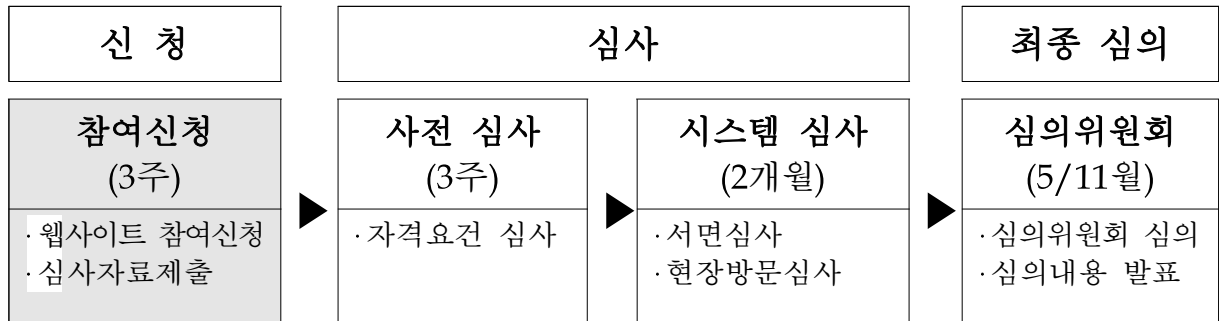 신 청
심사
최종 심의
참여신청
(3주)
·웹사이트 참여신청
·심사자료제출
사전 심사
(3주)
·자격요건 심사
시스템 심사
(2개월)
·서면심사
·현장방문심사
심의위원회
(5/11월)
·심의위원회 심의
·심의내용 발표